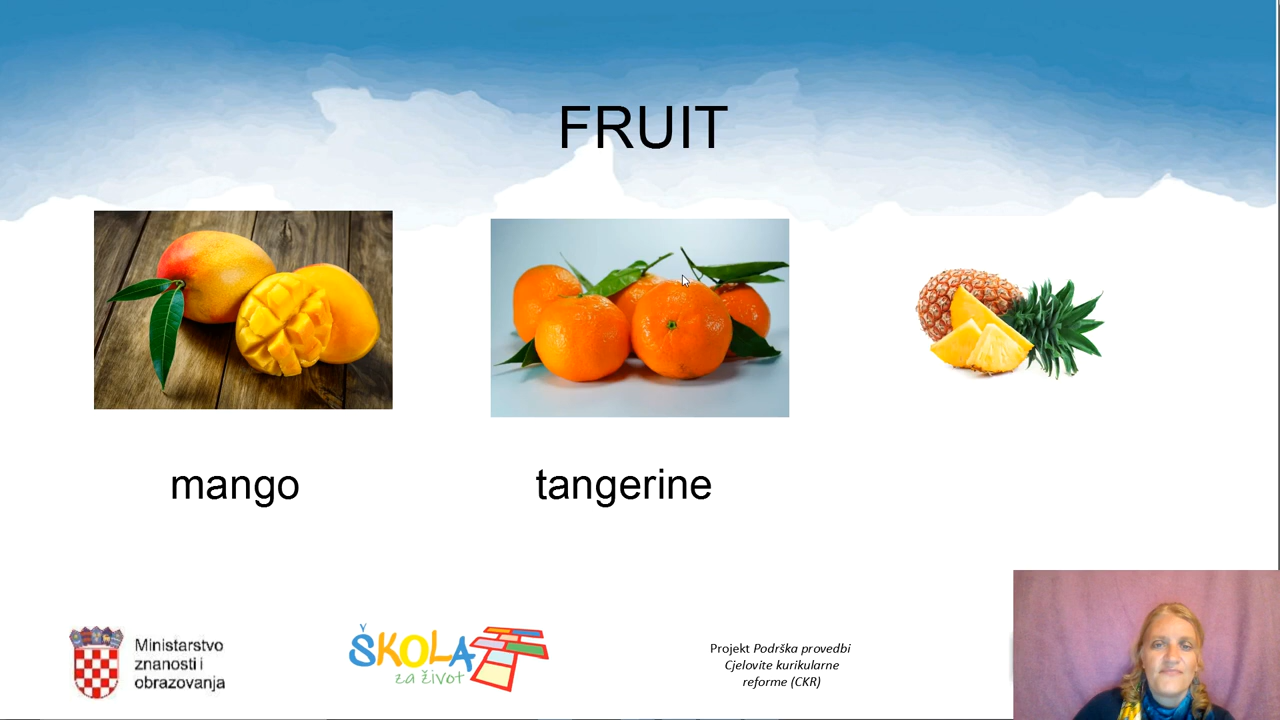 FRUIT
mango
tangerine
Ministarstvo
znanosti i
obrazovanja
ŠKOLA
za život
Projekt Podrška provedbi
Cjelovite kurikularne
reforme (CKR)